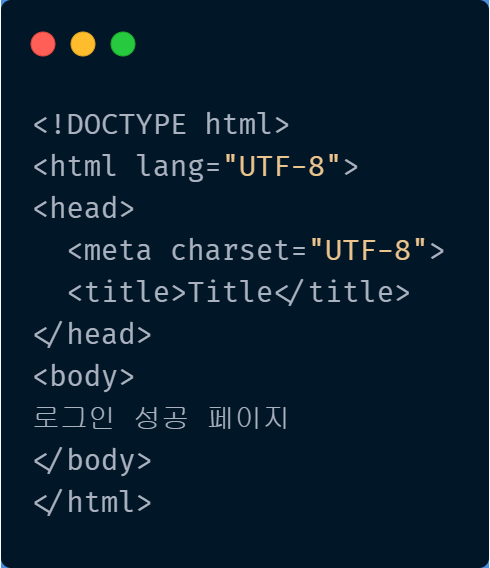 <!DOCTYPE html>
<html lang="UTF-8">
<head>
  <meta charset="UTF-8">
  <title>Title</title>
</head>
<body>
로그인 성공 페이지
</body>
</html>